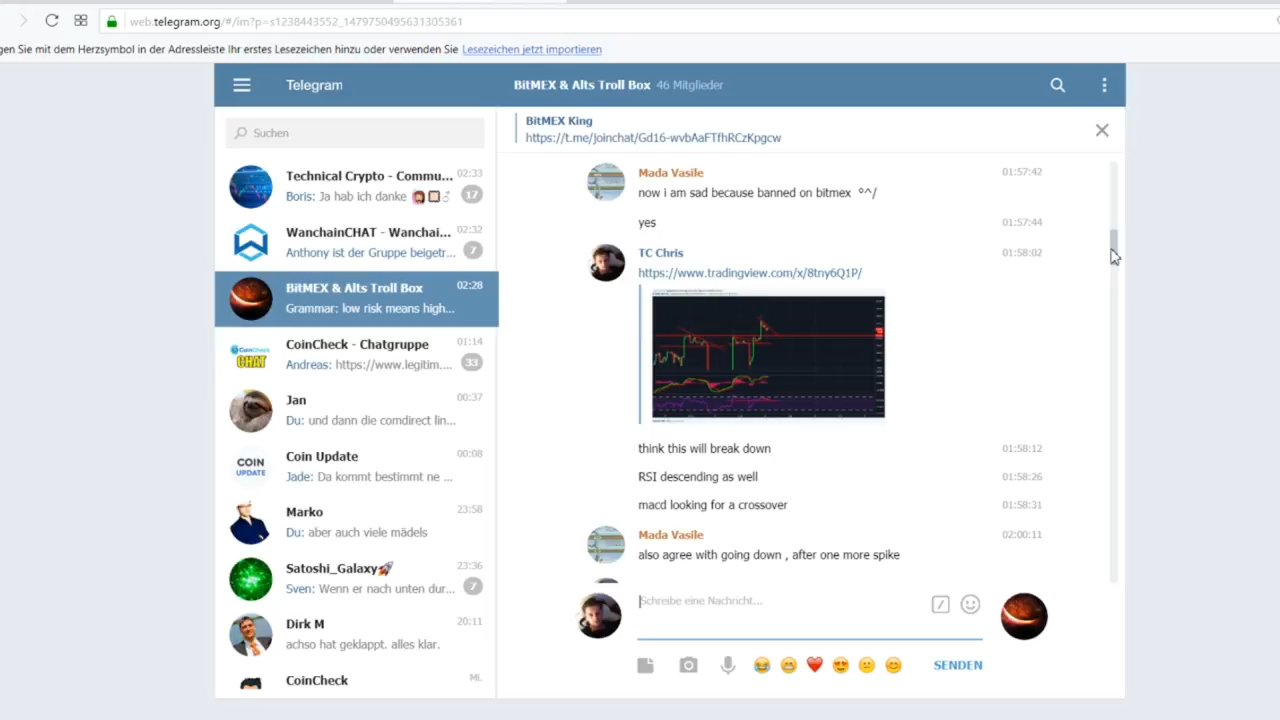 web.telegram.org/#/im?p=s1238443552_1479750495631305361
gen Sie mit dem Herzsymbol in der Adressleiste Ihr erstes Lesezeichen hinzu oder verwenden Sie Lesezeichen jetzt importieren
Telegram
BitMEX & Alts Troll Box 46 Mitglieder
Suchen
BitMEX King
https://t.me/joinchat/Gd16-wvbAaFTfhRCzKpgcw
Technical Crypto - Commu... 02:33
Boris: Ja hab ich danke 17
WanchainCHAT - Wanchai... 02:32
Anthony ist der Gruppe beigetr... 7
BitMEX & Alts Troll Box 02:28
Grammar: low risk means high...
CoinCheck - Chatgruppe 01:14
Andreas: https://www.legitim.... 33
CoinCheck
CHAT
Jan 00:37
Du: und dann die comdirect lin...
Coin Update 00:08
Jade: Da kommt bestimmt ne ...
COIN
UPDATE
Marko 23:58
Du: aber auch viele mädels
Satoshi_Galaxy🚀 23:36
Sven: Wenn er nach unten dur... 7
Dirk M 20:11
achso hat geklappt. alles klar.
CoinCheck
Mada Vasile 01:57:42
now i am sad because banned on bitmex °^/
yes 01:57:44
TC Chris 01:58:02
https://www.tradingview.com/x/8tny6Q1P/
think this will break down 01:58:12
RSI descending as well 01:58:26
macd looking for a crossover 01:58:31
Mada Vasile 02:00:11
also agree with going down , after one more spike
Schreibe eine Nachricht...
SENDEN